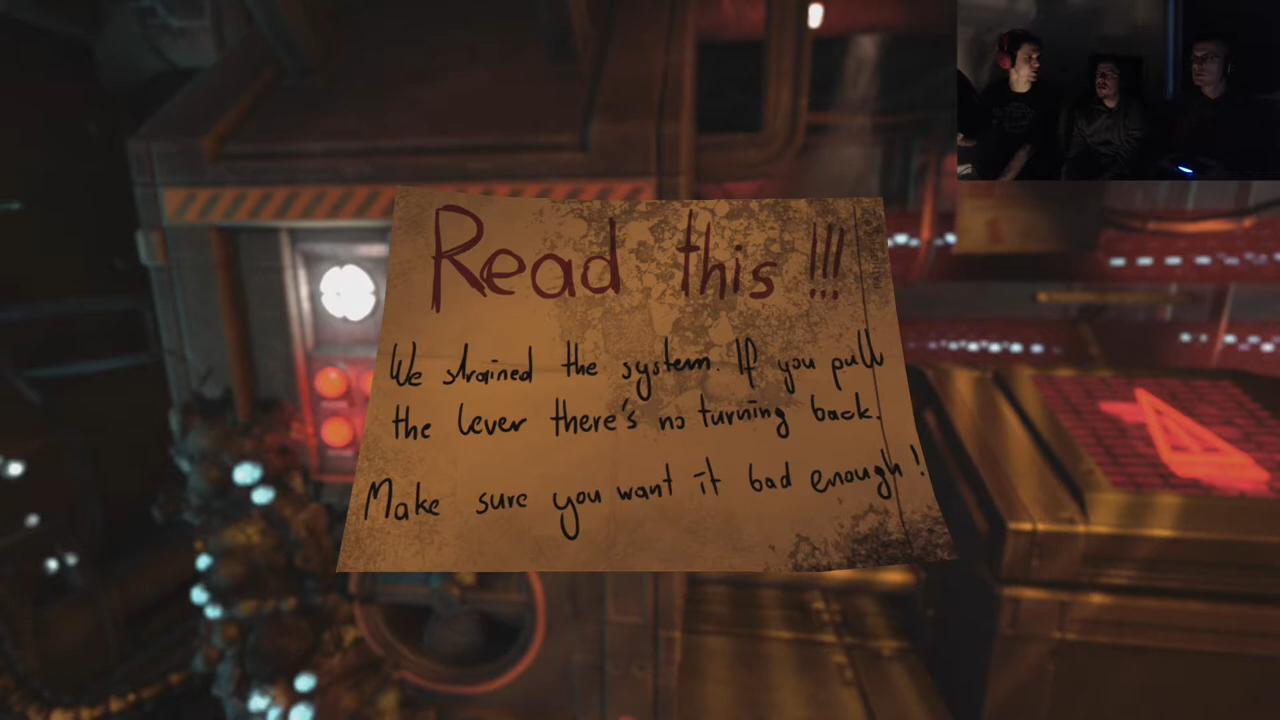 Read this !!!
We strained the system. If you pull
the lever there's no turning back.
Make sure you want it bad enough!